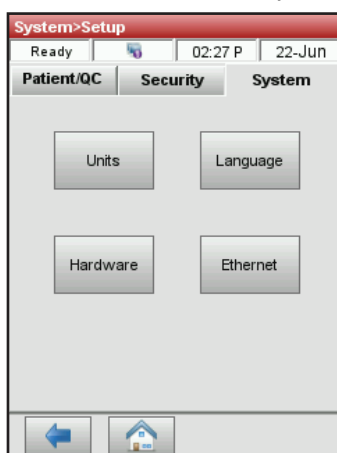 System>Setup
Ready 02:27 P 22-Jun
Patient/QC Security System
Units Language
Hardware Ethernet